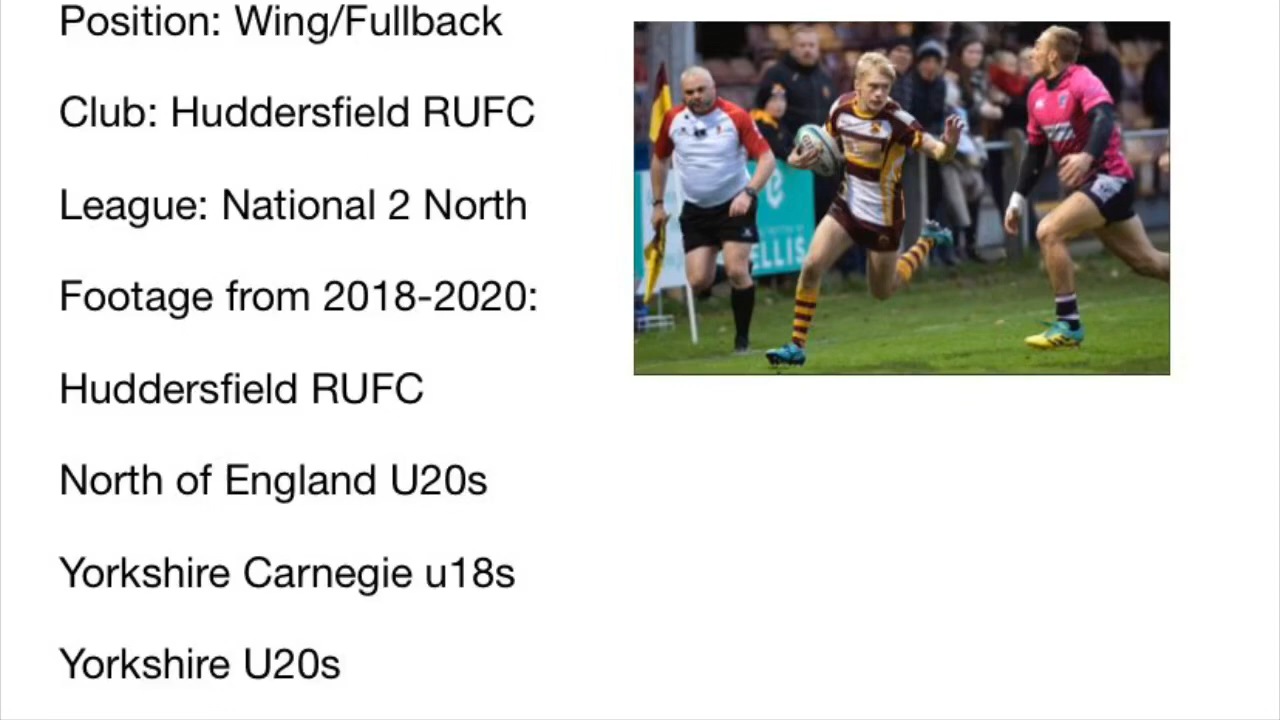 Position: Wing/Fullback
Club: Huddersfield RUFC
League: National 2 North
Footage from 2018-2020:
Huddersfield RUFC
North of England U20s
Yorkshire Carnegie u18s
Yorkshire U20s
ELLIS